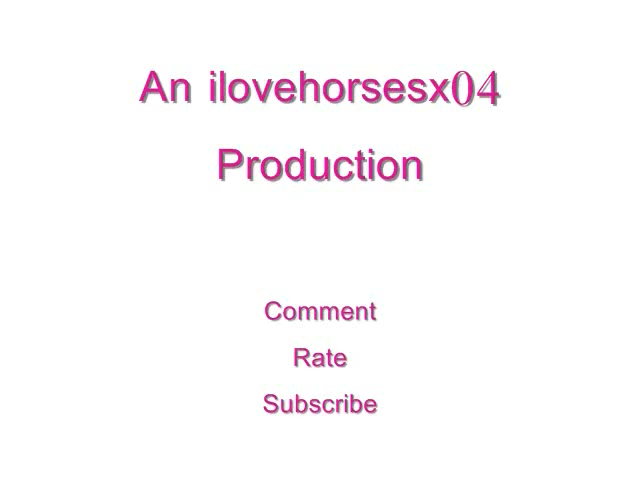 An ilovehorsesx04
Production
Comment
Rate
Subscribe